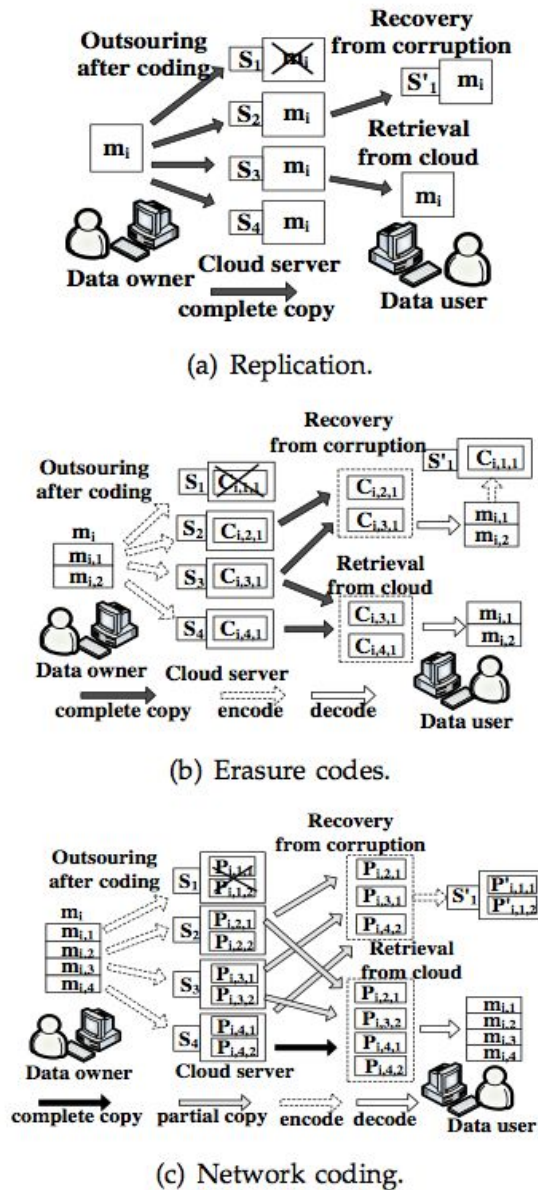 Outsouring
after coding
Recovery
from corruption
S1 mi
S'1 mi
S2 mi
mi
Retrieval
from cloud
S3 mi
mi
S4 mi
Data owner
Cloud server
Data user
complete copy
(a) Replication.
Recovery
from corruption
Outsouring
after coding
S1 Ci,1,1
S'1 Ci,1,1
mi
mi,1
mi,2
S2 Ci,2,1
Ci,2,1
Ci,3,1
mi,1
mi,2
S3 Ci,3,1
Retrieval
from cloud
S4 Ci,4,1
Ci,3,1
Ci,4,1
mi,1
mi,2
Data owner
Cloud server
complete copy
encode
decode
Data user
(b) Erasure codes.
Recovery
from corruption
Outsouring
after coding
S1 Pi,1,1
Pi,1,2
Pi,2,1
Pi,3,1
Pi,4,2
S'1 P'i,1,1
P'i,1,2
mi
mi,1
mi,2
mi,3
mi,4
S2 Pi,2,1
Pi,2,2
Retrieval
from cloud
S3 Pi,3,1
Pi,3,2
Pi,2,1
Pi,3,2
Pi,4,1
Pi,4,2
mi,1
mi,2
mi,3
mi,4
S4 Pi,4,1
Pi,4,2
Data owner
Cloud server
complete copy
partial copy
encode
decode
Data user
(c) Network coding.